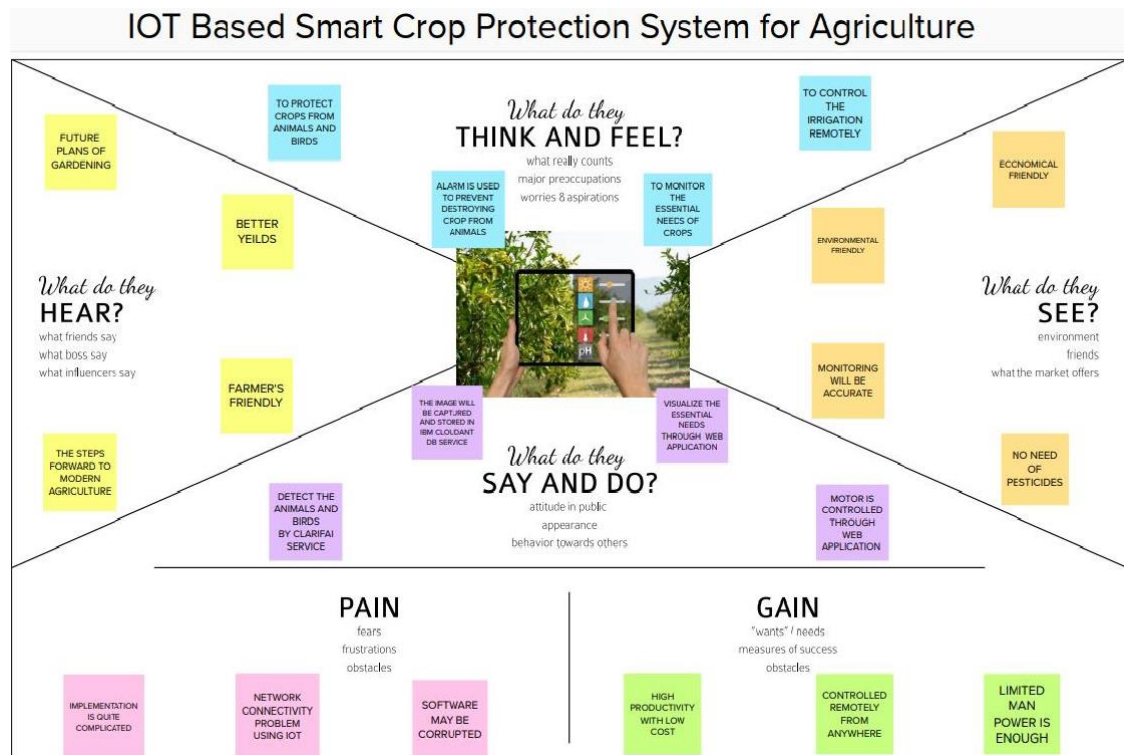 IOT Based Smart Crop Protection System for Agriculture
What do they
THINK AND FEEL?
what really counts
major preoccupations
worries & aspirations
TO PROTECT
CROPS FROM
ANIMALS AND
BIRDS
ALARM IS USED
TO PREVENT
DESTROYING
CROP FROM
ANIMALS
TO MONITOR
THE
ESSENTIAL
NEEDS OF
CROPS
TO CONTROL
THE
IRRIGATION
REMOTELY
What do they
HEAR?
what friends say
what boss say
what influencers say
FUTURE
PLANS OF
GARDENING
BETTER
YEILDS
FARMER'S
FRIENDLY
THE STEPS
FORWARD TO
MODERN
AGRICULTURE
pH
What do they
SEE?
environment
friends
what the market offers
ECCNOMICAL
FRIENDLY
ENVIRONMENTAL
FRIENDLY
MONITORING
WILL BE
ACCURATE
NO NEED
OF
PESTICIDES
What do they
SAY AND DO?
attitude in public
appearance
behavior towards others
THE IMAGE WILL
BE CAPTURED
AND STORED IN
IBM CLOLDANT
DB SERVICE
VISUALIZE THE
ESSENTIAL
NEEDS
THROUGH WEB
APPLICATION
DETECT THE
ANIMALS AND
BIRDS
BY CLARIFAI
SERVICE
MOTOR IS
CONTROLLED
THROUGH
WEB
APPLICATION
PAIN
fears
frustrations
obstacles
IMPLEMENTATION
IS QUITE
COMPLICATED
NETWORK
CONNECTIVITY
PROBLEM
USING IOT
SOFTWARE
MAY BE
CORRUPTED
GAIN
"wants" / needs
measures of success
obstacles
HIGH
PRODUCTIVITY
WITH LOW
COST
CONTROLLED
REMOTELY
FROM
ANYWHERE
LIMITED
MAN
POWER IS
ENOUGH